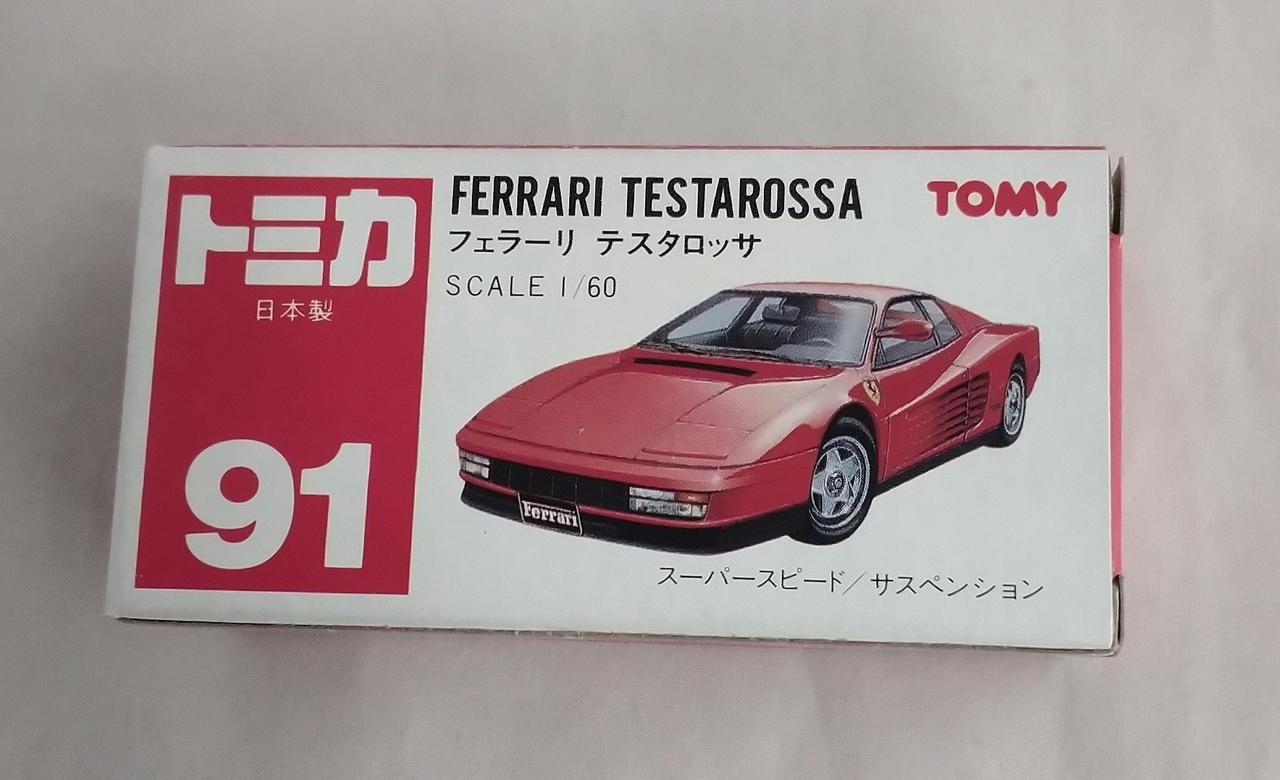 トミカ
日本製
91
FERRARI TESTAROSSA
フェラーリ テスタロッサ
SCALE 1/60
TOMY
Ferrari
スーパースピード/サスペンション